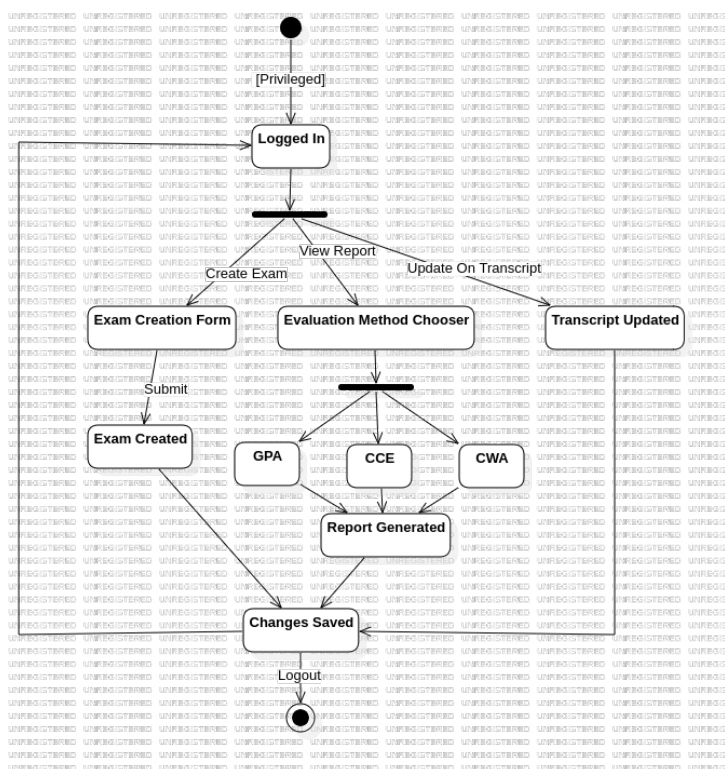 [Privileged]
Logged In
View Report
Create Exam
Update On Transcript
Exam Creation Form
Evaluation Method Chooser
Transcript Updated
Submit
Exam Created
GPA
CCE
CWA
Report Generated
Changes Saved
Logout
UNREGISTERED